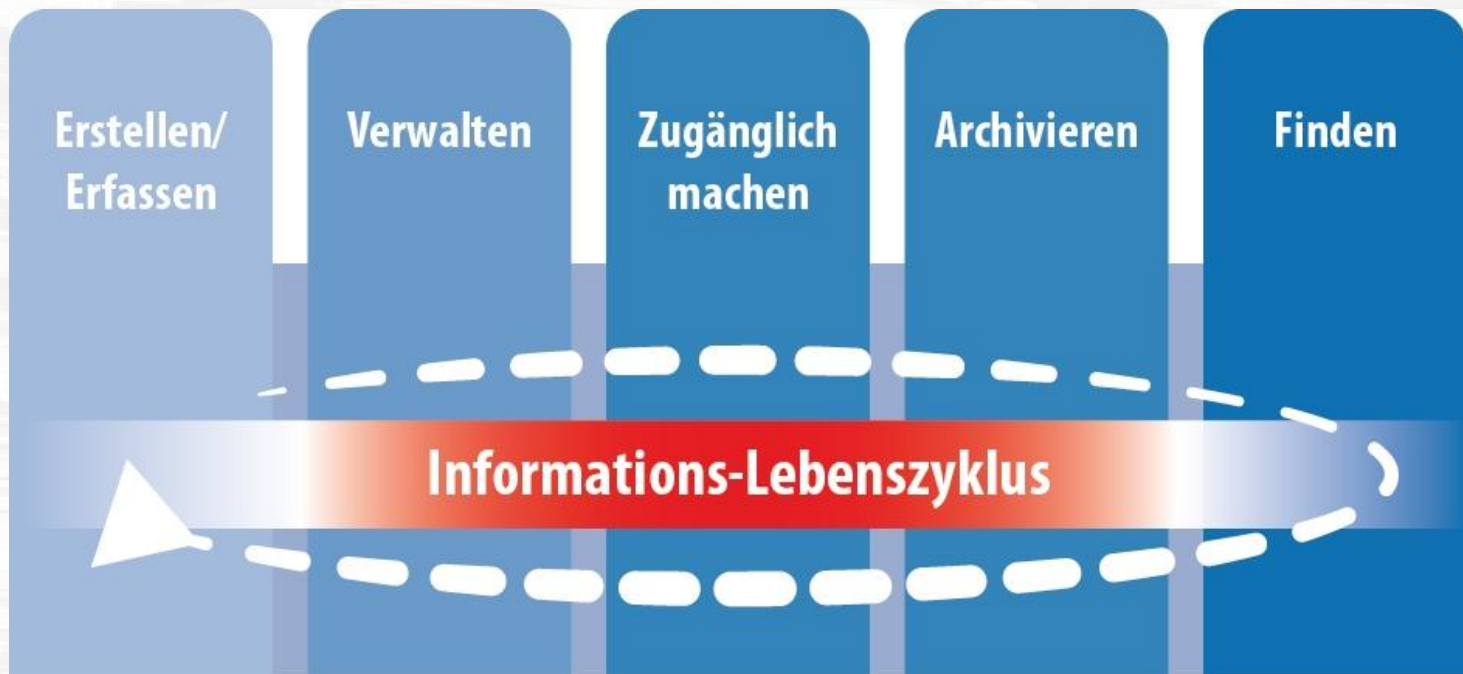 Erstellen/
Erfassen
Verwalten
Zugänglich
machen
Archivieren
Finden
Informations-Lebenszyklus